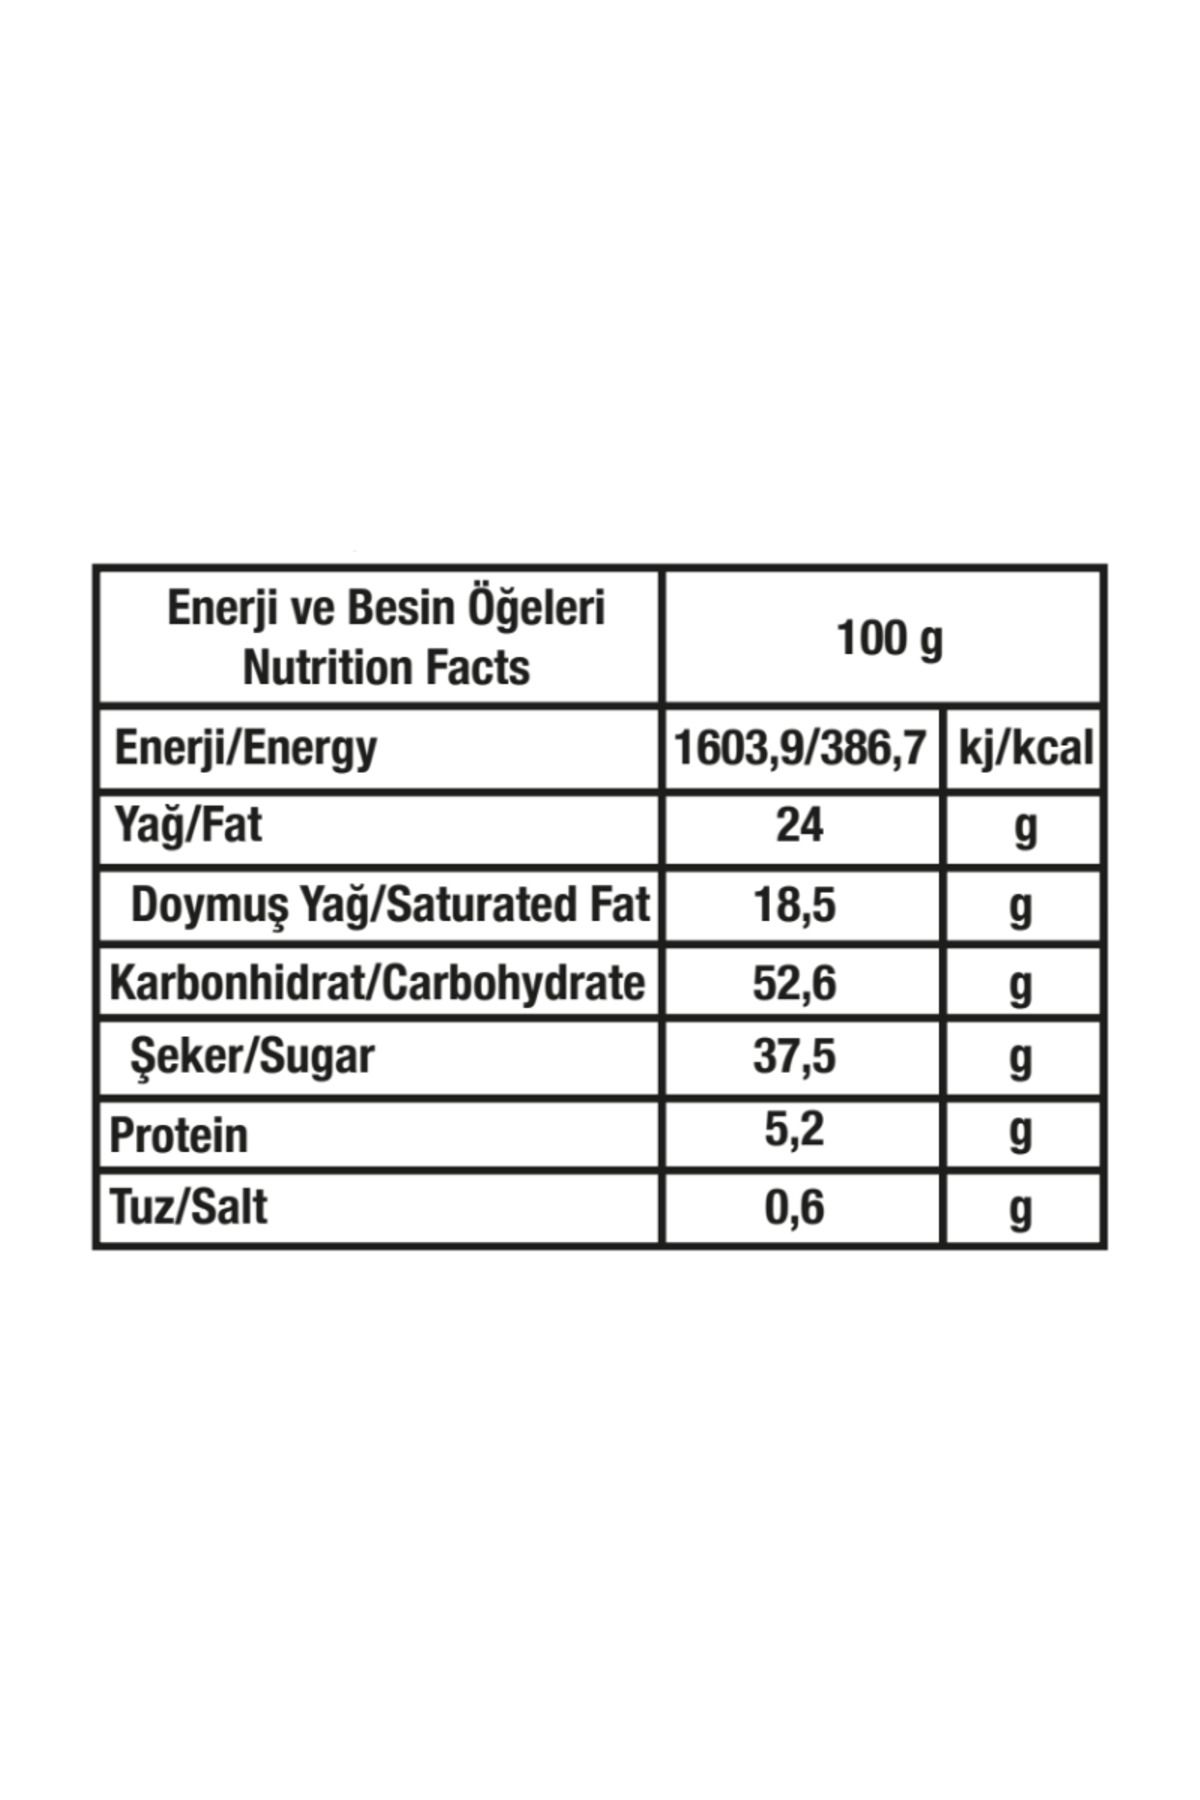 Enerji ve Besin Öğeleri
Nutrition Facts
100 g
Enerji/Energy 1603,9/386,7 kj/kcal
Yağ/Fat 24 g
Doymuş Yağ/Saturated Fat 18,5 g
Karbonhidrat/Carbohydrate 52,6 g
Şeker/Sugar 37,5 g
Protein 5,2 g
Tuz/Salt 0,6 g